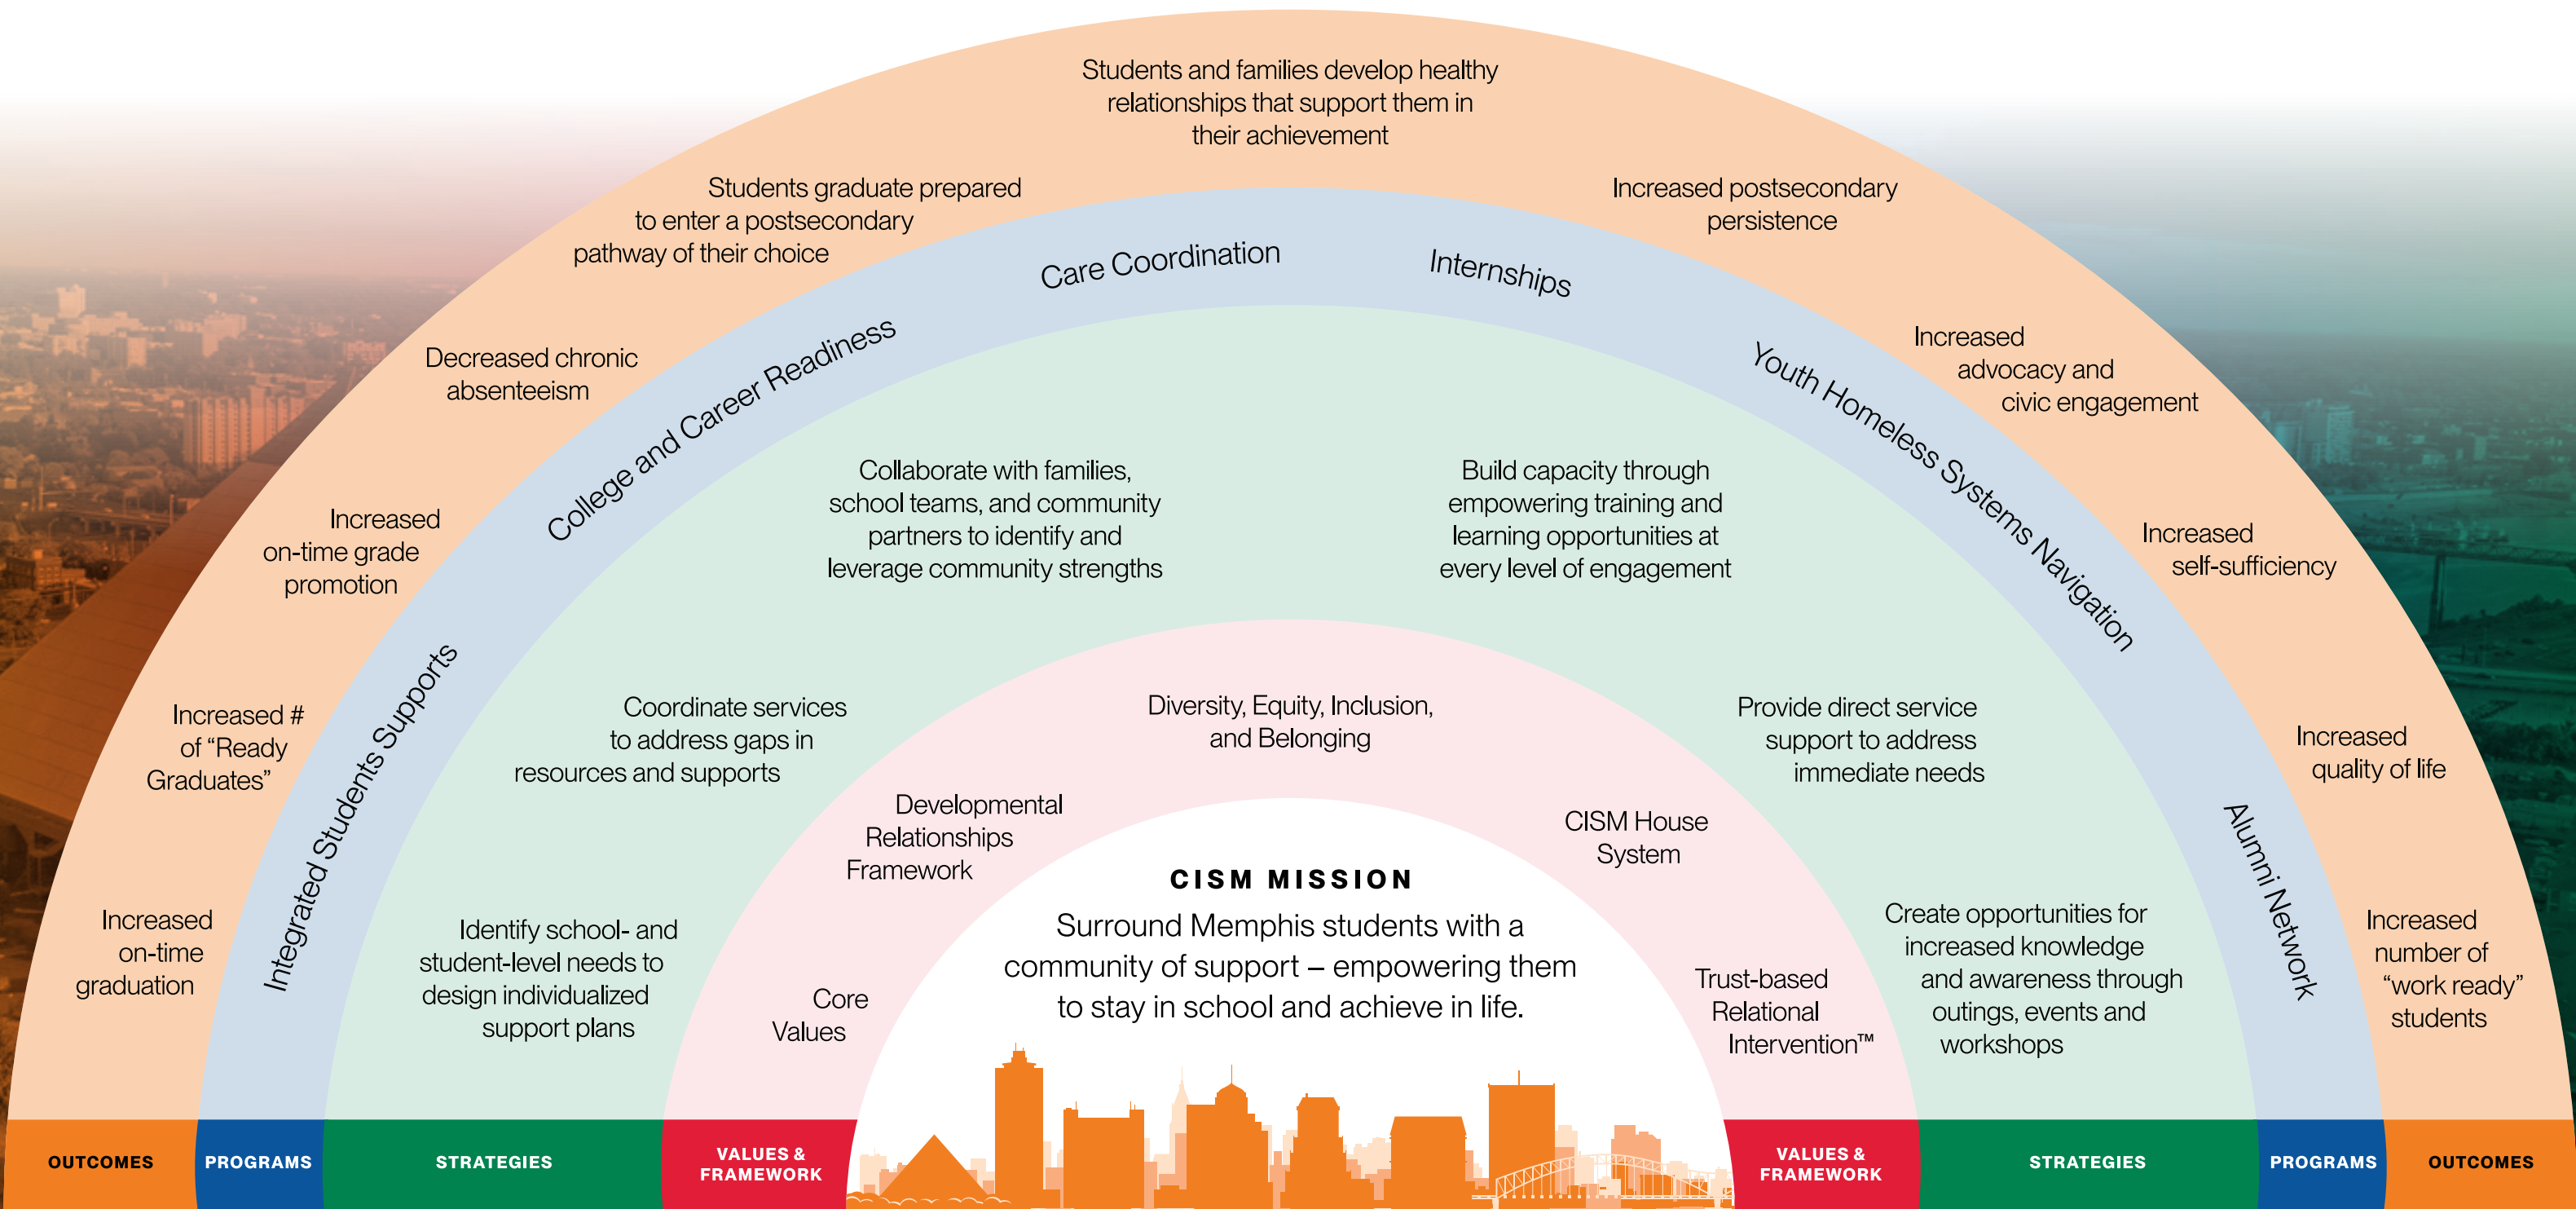 Students and families develop healthy
relationships that support them in
their achievement
Students graduate prepared
to enter a postsecondary
pathway of their choice
Increased postsecondary
persistence
Decreased chronic
absenteeism
Increased
advocacy and
civic engagement
Increased
on-time grade
promotion
Increased
self-sufficiency
Increased #
of “Ready
Graduates”
Increased
quality of life
Increased
on-time
graduation
Increased
number of
“work ready”
students
Integrated Students Supports
College and Career Readiness
Care Coordination
Internships
Youth Homeless Systems Navigation
Alumni Network
Identify school- and
student-level needs to
design individualized
support plans
Coordinate services
to address gaps in
resources and supports
Collaborate with families,
school teams, and community
partners to identify and
leverage community strengths
Build capacity through
empowering training and
learning opportunities at
every level of engagement
Provide direct service
support to address
immediate needs
Create opportunities for
increased knowledge
and awareness through
outings, events and
workshops
Core
Values
Developmental
Relationships
Framework
Diversity, Equity, Inclusion,
and Belonging
CISM House
System
Trust-based
Relational
Intervention™
CISM MISSION
Surround Memphis students with a
community of support – empowering them
to stay in school and achieve in life.
OUTCOMES
PROGRAMS
STRATEGIES
VALUES &
FRAMEWORK
VALUES &
FRAMEWORK
STRATEGIES
PROGRAMS
OUTCOMES